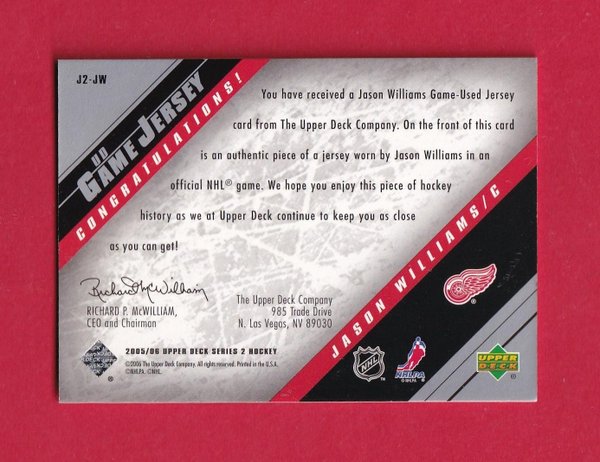 J2-JW
UD
GAME JERSEY
CONGRATULATIONS!
You have received a Jason Williams Game-Used Jersey
card from The Upper Deck Company. On the front of this card
is an authentic piece of a jersey worn by Jason Williams in an
official NHL® game. We hope you enjoy this piece of hockey
history as we at Upper Deck continue to keep you as close
as you can get!
Richard McWilliam
RICHARD P. McWILLIAM,
CEO and Chairman
The Upper Deck Company
985 Trade Drive
N. Las Vegas, NV 89030
JASON WILLIAMS/C
2005/06 UPPER DECK SERIES 2 HOCKEY
©2005 The Upper Deck Company. All rights reserved. Printed in the U.S.A.
©NHLPA. ©NHL.
NHL
NHLPA
©NHLPA
UPPER
DECK